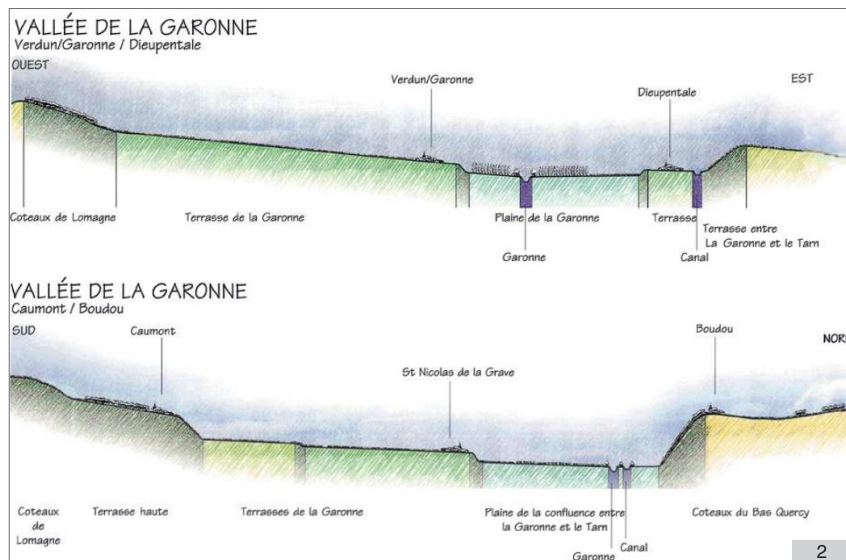 VALLÉE DE LA GARONNE
Verdun/Garonne / Dieupentale
OUEST
EST
Verdun/Garonne
Dieupentale
Coteaux de Lomagne
Terrasse de la Garonne
Plaine de la Garonne
Terrasse
Terrasse entre
La Garonne et le Tarn
Garonne
Canal
VALLÉE DE LA GARONNE
Caumont / Boudou
SUD
NOR
Caumont
Boudou
St Nicolas de la Grave
Coteaux
de
Lomagne
Terrasse haute
Terrasses de la Garonne
Plaine de la confluence entre
la Garonne et le Tarn
Coteaux du Bas Quercy
Canal
Garonne
2